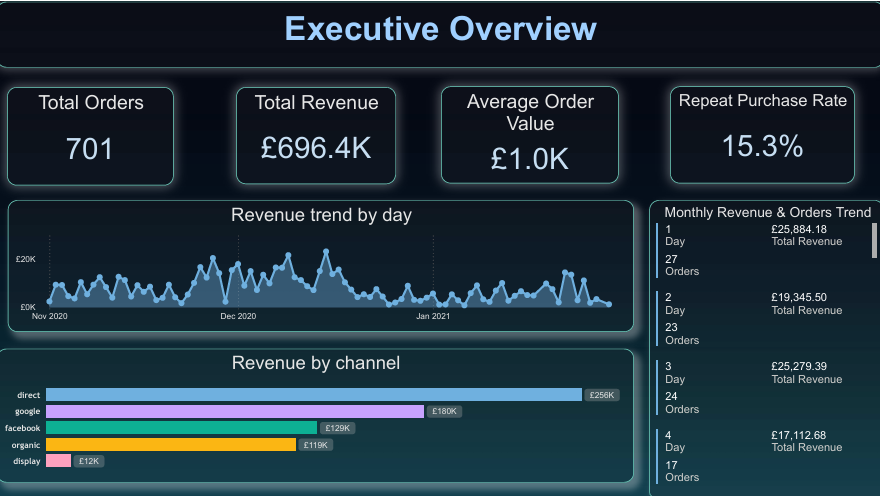 Executive Overview
Total Orders
701
Total Revenue
£696.4K
Average Order
Value
£1.0K
Repeat Purchase Rate
15.3%
Revenue trend by day
£20K
£0K
Nov 2020
Dec 2020
Jan 2021
Revenue by channel
direct
£256K
google
£180K
facebook
£129K
organic
£119K
display
£12K
Monthly Revenue & Orders Trend
1
£25,884.18
Day
Total Revenue
27
Orders
2
£19,345.50
Day
Total Revenue
23
Orders
3
£25,279.39
Day
Total Revenue
24
Orders
4
£17,112.68
Day
Total Revenue
17
Orders